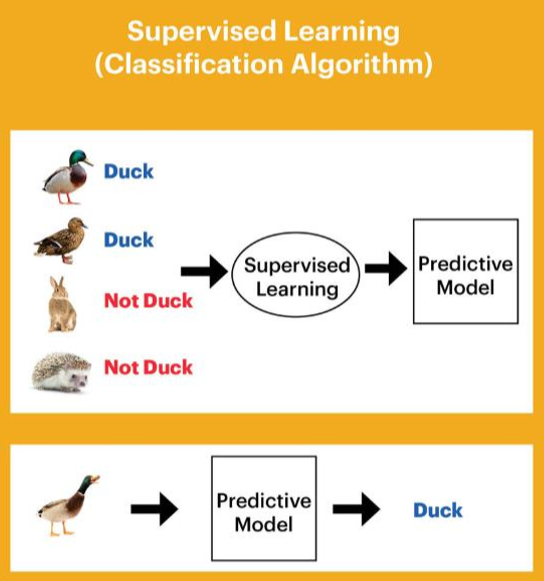 Supervised Learning
(Classification Algorithm)
Duck
Duck
Not Duck
Not Duck
Supervised
Learning
Predictive
Model
Predictive
Model
Duck